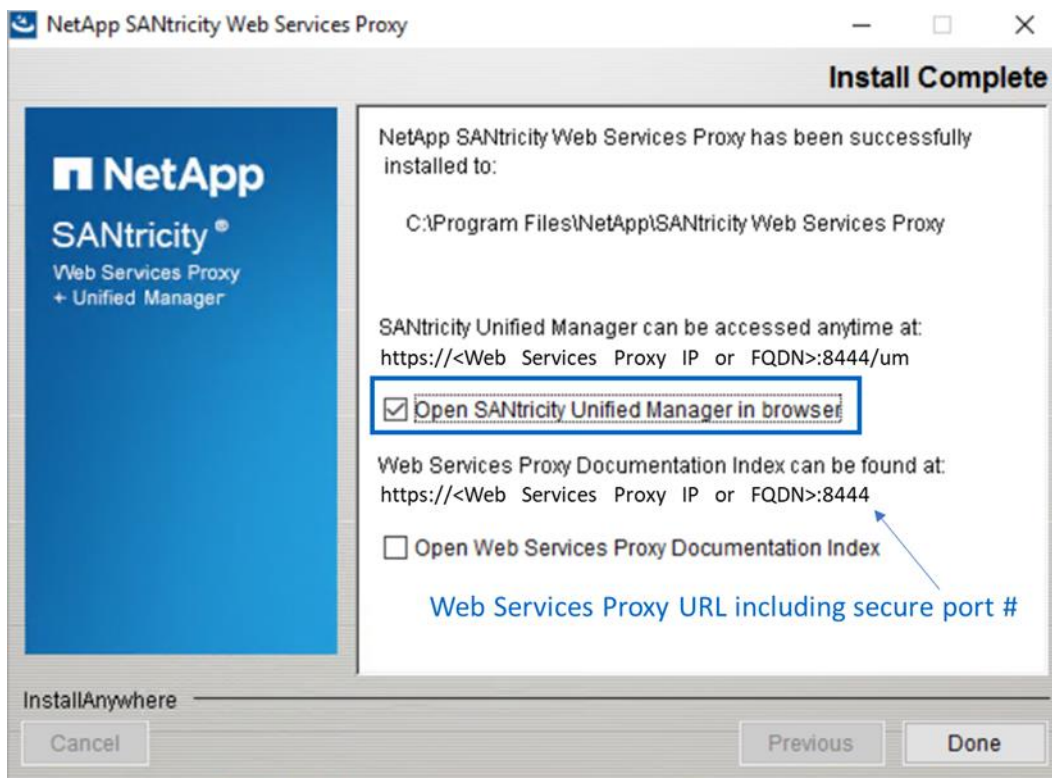 NetApp SANtricity Web Services Proxy
Install Complete
NetApp
SANtricity ®
Web Services Proxy
+ Unified Manager
NetApp SANtricity Web Services Proxy has been successfully
installed to:
C:\Program Files\NetApp\SANtricity Web Services Proxy
SANtricity Unified Manager can be accessed anytime at:
https://<Web Services Proxy IP or FQDN>:8444/um
Open SANtricity Unified Manager in browser
Web Services Proxy Documentation Index can be found at:
https://<Web Services Proxy IP or FQDN>:8444
Open Web Services Proxy Documentation Index
Web Services Proxy URL including secure port #
InstallAnywhere
Cancel
Previous
Done